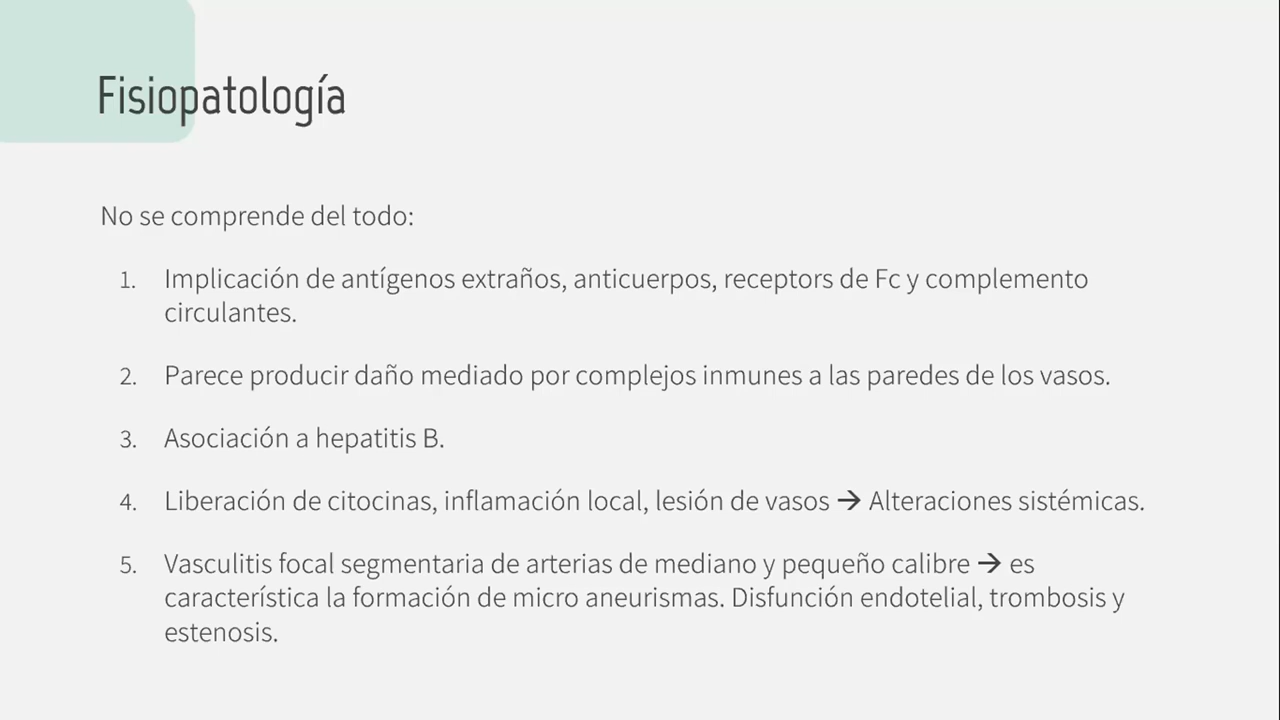 Fisiopatología
No se comprende del todo:
1. Implicación de antígenos extraños, anticuerpos, receptors de Fc y complemento
circulantes.
2. Parece producir daño mediado por complejos inmunes a las paredes de los vasos.
3. Asociación a hepatitis B.
4. Liberación de citocinas, inflamación local, lesión de vasos → Alteraciones sistémicas.
5. Vasculitis focal segmentaria de arterias de mediano y pequeño calibre → es
característica la formación de micro aneurismas. Disfunción endotelial, trombosis y
estenosis.